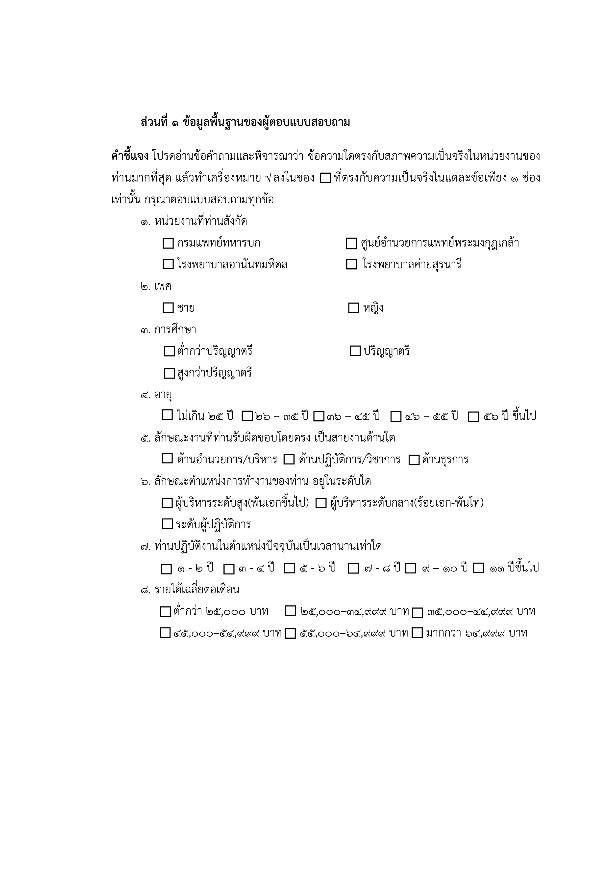 ส่วนที่ ๑ ข้อมูลพื้นฐานของผู้ตอบแบบสอบถาม
คำชี้แจง โปรดอ่านข้อคำถามและพิจารณาว่า ข้อความใดตรงกับสภาพความเป็นจริงในหน่วยงานของ
ท่านมากที่สุด แล้วทำเครื่องหมาย √ ลงในช่อง ☐ ที่ตรงกับความเป็นจริงในแต่ละข้อเพียง ๑ ช่อง
เท่านั้น กรุณาตอบแบบสอบถามทุกข้อ
๑. หน่วยงานที่ท่านสังกัด
☐ กรมแพทย์ทหารบก ☐ ศูนย์อำนวยการแพทย์พระมงกุฎเกล้า
☐ โรงพยาบาลอานันทมหิดล ☐ โรงพยาบาลค่ายสุรนารี
๒. เพศ
☐ ชาย ☐ หญิง
๓. การศึกษา
☐ ต่ำกว่าปริญญาตรี ☐ ปริญญาตรี
☐ สูงกว่าปริญญาตรี
๔. อายุ
☐ ไม่เกิน ๒๕ ปี ☐ ๒๖ – ๓๕ ปี ☐ ๓๖ – ๔๕ ปี ☐ ๔๖ – ๕๕ ปี ☐ ๕๖ ปี ขึ้นไป
๕. ลักษณะงานที่ท่านรับผิดชอบโดยตรง เป็นสายงานด้านใด
☐ ด้านอำนวยการ/บริหาร ☐ ด้านปฏิบัติการ/วิชาการ ☐ ด้านธุรการ
๖. ลักษณะตำแหน่งการทำงานของท่าน อยู่ในระดับใด
☐ ผู้บริหารระดับสูง(พันเอกขึ้นไป) ☐ ผู้บริหารระดับกลาง(ร้อยเอก-พันโท)
☐ ระดับผู้ปฏิบัติการ
๗. ท่านปฏิบัติงานในตำแหน่งปัจจุบันเป็นเวลานานเท่าใด
☐ ๑ - ๒ ปี ☐ ๓ - ๔ ปี ☐ ๕ - ๖ ปี ☐ ๗ - ๘ ปี ☐ ๙ – ๑๐ ปี ☐ ๑๑ ปีขึ้นไป
๘. รายได้เฉลี่ยต่อเดือน
☐ ต่ำกว่า ๒๕,๐๐๐ บาท ☐ ๒๕,๐๐๐–๓๔,๙๙๙ บาท ☐ ๓๕,๐๐๐–๔๔,๙๙๙ บาท
☐ ๔๕,๐๐๐–๕๔,๙๙๙ บาท ☐ ๕๕,๐๐๐–๖๔,๙๙๙ บาท ☐ มากกว่า ๖๔,๙๙๙ บาท